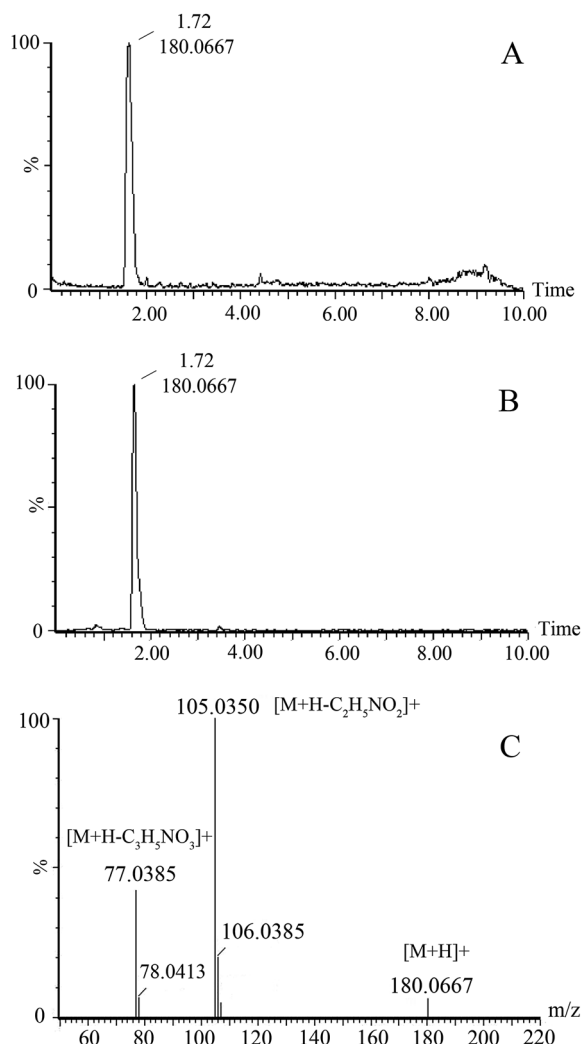 1.72
180.0667
A
100
%
0
2.00 4.00 6.00 8.00 10.00
Time
1.72
180.0667
B
100
%
0
2.00 4.00 6.00 8.00 10.00
Time
105.0350 [M+H-C₂H₅NO₂]+
C
100
[M+H-C₃H₅NO₃]+
77.0385
%
106.0385
78.0413
[M+H]+
180.0667
0
m/z
60 80 100 120 140 160 180 200 220